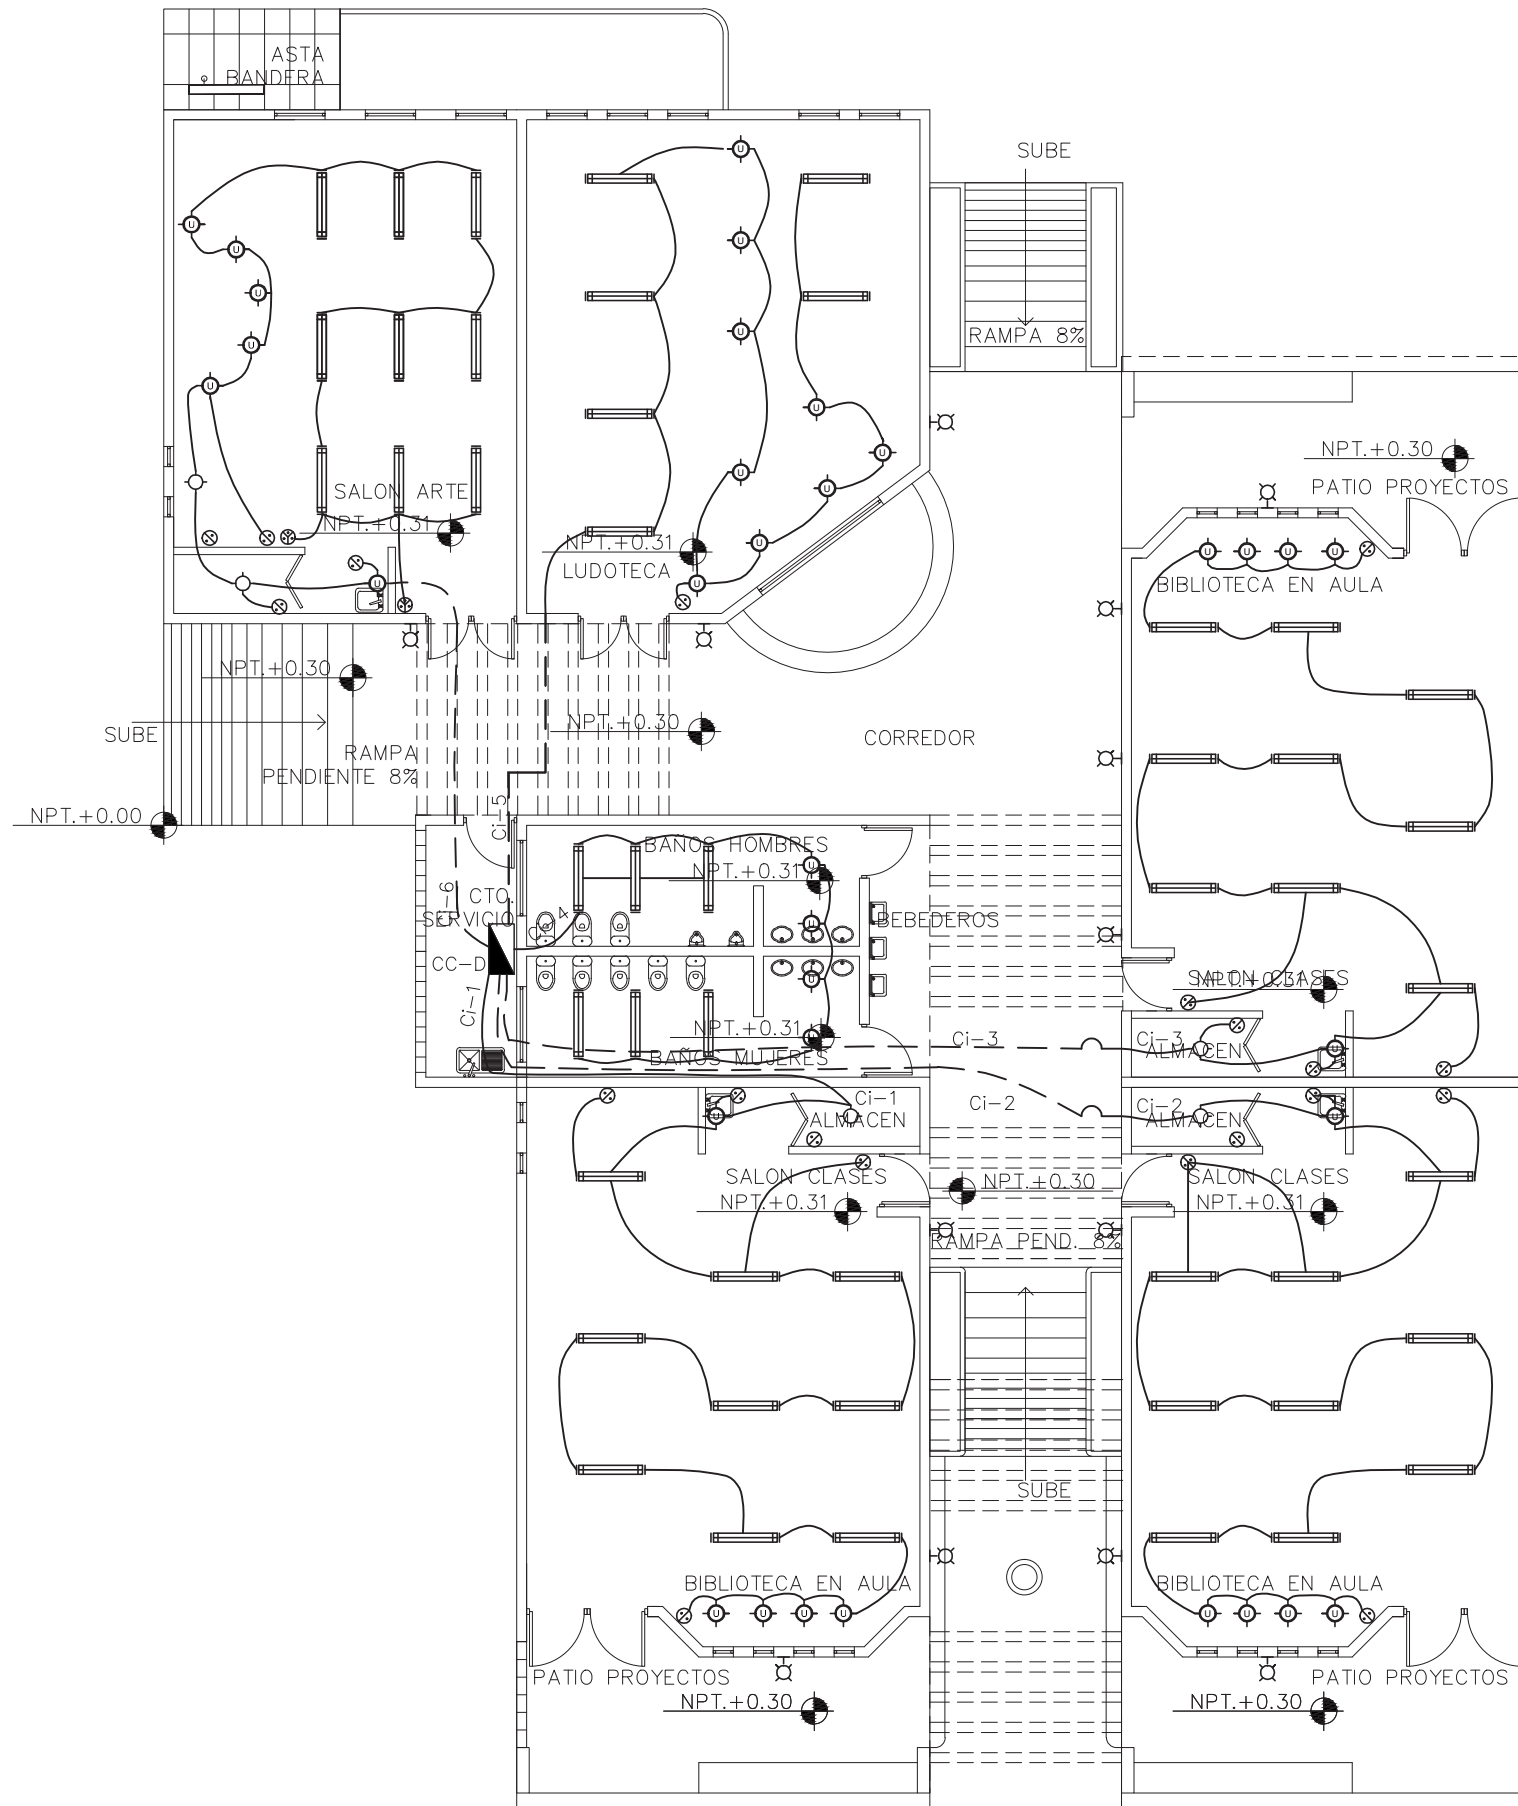 ASTA
BANDERA
SUBE
RAMPA 8%
NPT.+0.30
PATIO PROYECTOS
SALON ARTE
NPT.+0.31
NPT.+0.31
LUDOTECA
BIBLIOTECA EN AULA
NPT.+0.30
NPT.+0.30
SUBE
CORREDOR
RAMPA
PENDIENTE 8%
NPT.+0.00
Ci-5
BAÑOS HOMBRES
NPT.+0.31
Ci-6
CTO.
SERVICIO
BEBEDEROS
CC-D
Ci-1
SALON CLASES
NPT.+0.31
NPT.+0.31
BAÑOS MUJERES
Ci-3
Ci-3
ALMACEN
Ci-1
ALMACEN
Ci-2
Ci-2
ALMACEN
SALON CLASES
NPT.+0.31
NPT.+0.30
SALON CLASES
NPT.+0.31
RAMPA PEND. 8%
SUBE
BIBLIOTECA EN AULA
BIBLIOTECA EN AULA
PATIO PROYECTOS
NPT.+0.30
PATIO PROYECTOS
NPT.+0.30